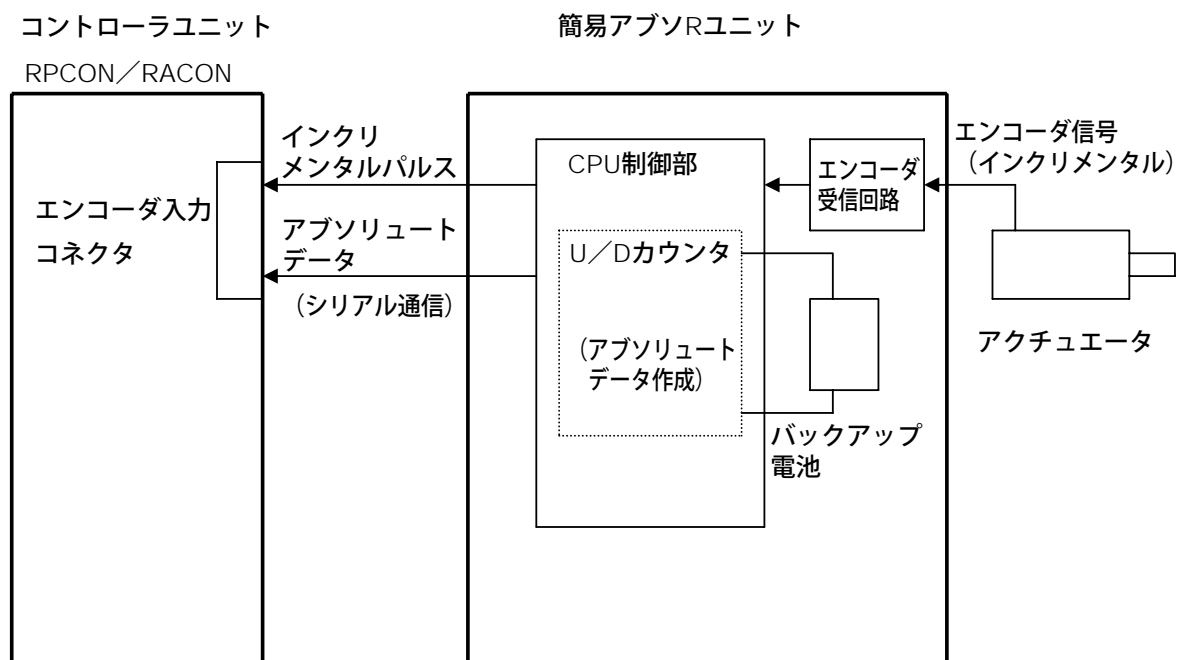 コントローラユニット
RPCON／RACON
簡易アブソRユニット
インクリ
メンタルパルス
エンコーダ入力
コネクタ
アブソリュート
データ
（シリアル通信）
CPU制御部
U／Dカウンタ
（アブソリュート
データ作成）
エンコーダ
受信回路
バックアップ
電池
エンコーダ信号
（インクリメンタル）
アクチュエータ